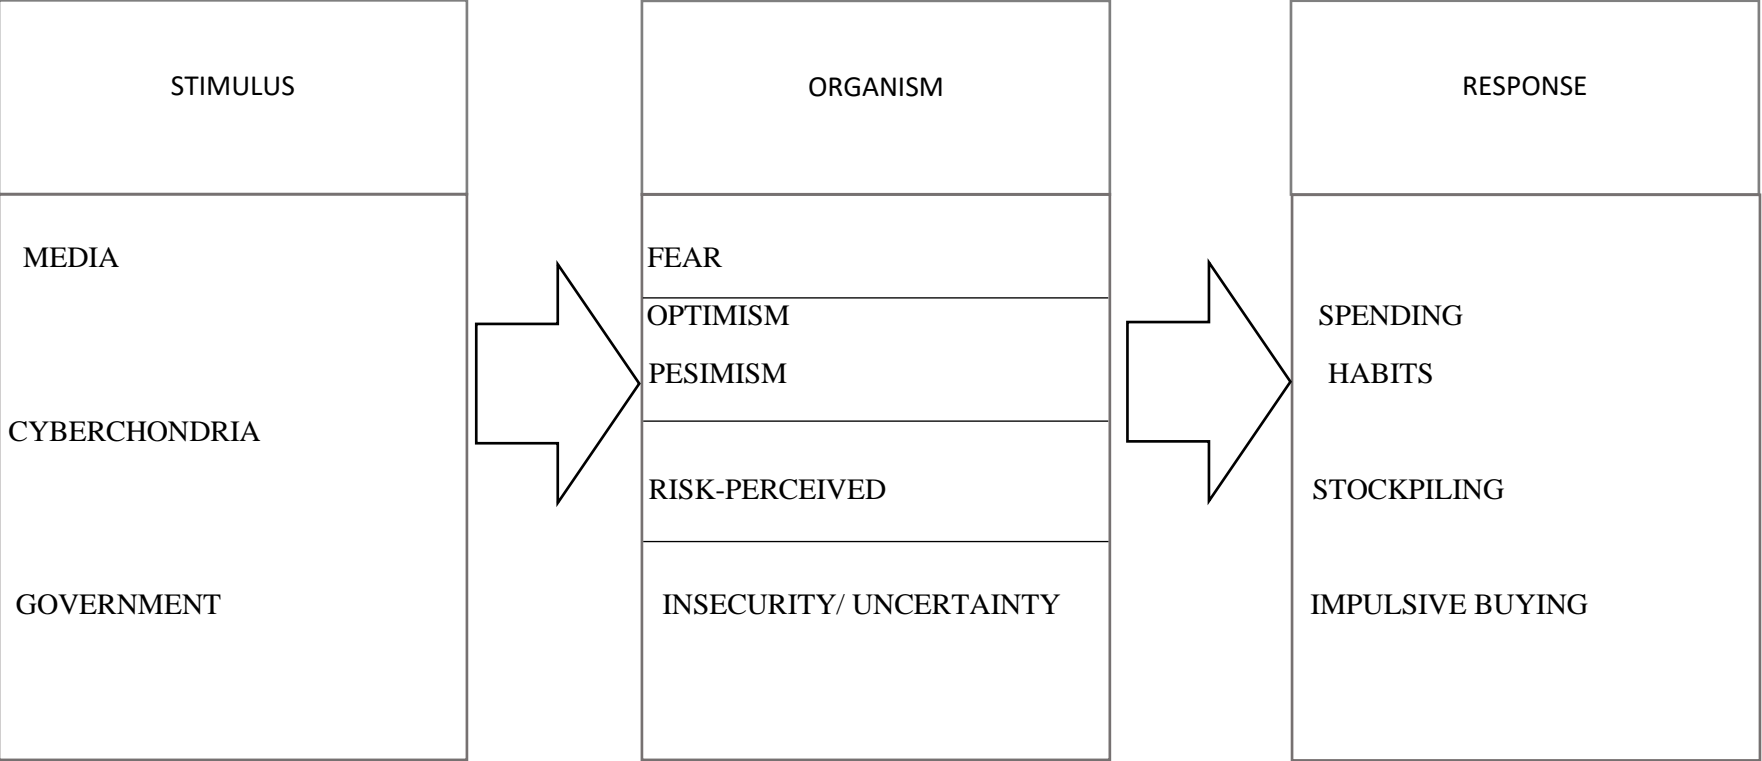 STIMULUS
MEDIA
CYBERCHONDRIA
GOVERNMENT
ORGANISM
FEAR
OPTIMISM
PESIMISM
RISK-PERCEIVED
INSECURITY/ UNCERTAINTY
RESPONSE
SPENDING
HABITS
STOCKPILING
IMPULSIVE BUYING